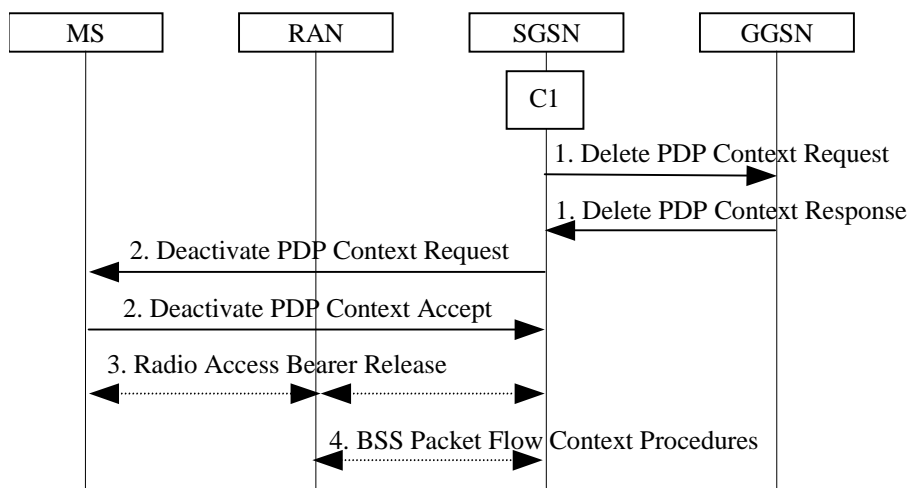 MS RAN SGSN GGSN
C1
1. Delete PDP Context Request
1. Delete PDP Context Response
2. Deactivate PDP Context Request
2. Deactivate PDP Context Accept
3. Radio Access Bearer Release
4. BSS Packet Flow Context Procedures